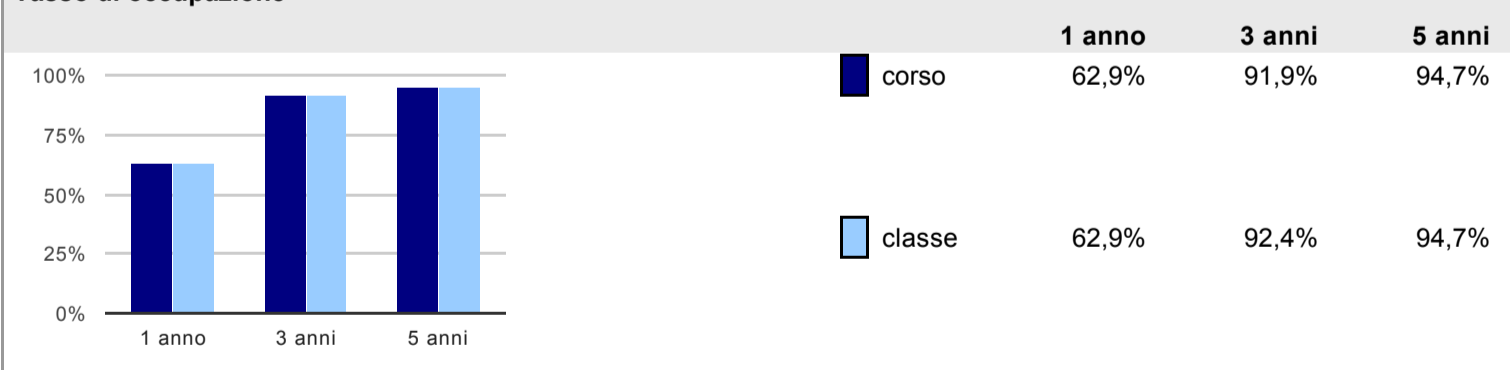 1 anno 3 anni 5 anni
100%
75%
50%
25%
0%
1 anno 3 anni 5 anni
corso 62,9% 91,9% 94,7%
classe 62,9% 92,4% 94,7%